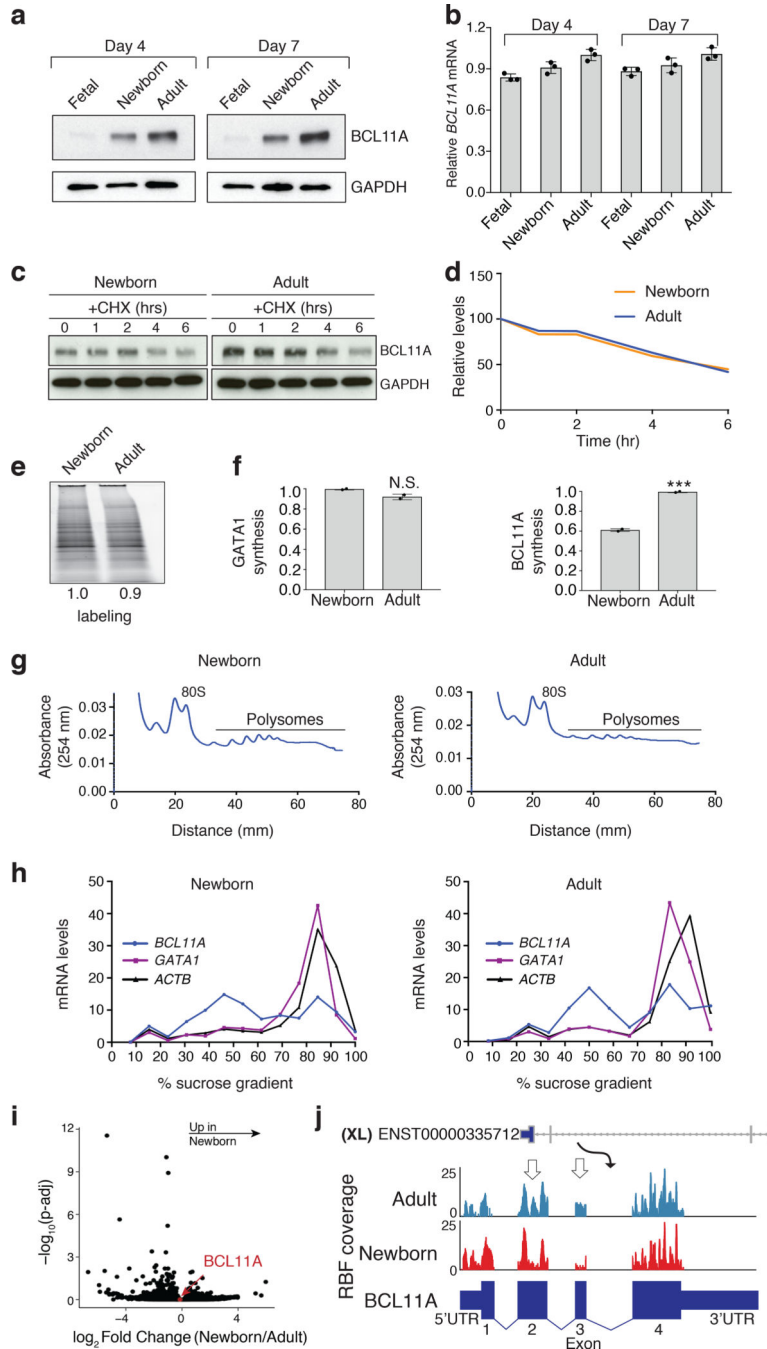 a
Day 4
Day 7
Fetal
Newborn
Adult
Fetal
Newborn
Adult
BCL11A
GAPDH
b
Day 4
Day 7
Relative BCL11A mRNA
1.2
0.9
0.6
0.3
0.0
Fetal
Newborn
Adult
Fetal
Newborn
Adult
c
Newborn
Adult
+CHX (hrs)
+CHX (hrs)
0 1 2 4 6
0 1 2 4 6
BCL11A
GAPDH
d
Relative levels
150
100
50
0
Newborn
Adult
0 2 4 6
Time (hr)
e
Newborn
Adult
1.0 0.9
labeling
f
GATA1
synthesis
1.0
0.8
0.6
0.4
0.2
0.0
N.S.
Newborn Adult
BCL11A
synthesis
1.0
0.8
0.6
0.4
0.2
0.0
***
Newborn Adult
g
Newborn
Absorbance
(254 nm)
0.03
0.02
0.01
0.00
80S
Polysomes
0 20 40 60 80
Distance (mm)
Adult
Absorbance
(254 nm)
0.03
0.02
0.01
0.00
80S
Polysomes
0 20 40 60 80
Distance (mm)
h
Newborn
mRNA levels
50
40
30
20
10
0
BCL11A
GATA1
ACTB
0 10 20 30 40 50 60 70 80 90 100
% sucrose gradient
Adult
mRNA levels
50
40
30
20
10
0
BCL11A
GATA1
ACTB
0 10 20 30 40 50 60 70 80 90 100
% sucrose gradient
i
−log10(p-adj)
12
9
6
3
0
Up in
Newborn
BCL11A
−4 0 4
log2 Fold Change (Newborn/Adult)
j
(XL) ENST00000335712
RBF coverage
25
Adult
0
25
Newborn
0
BCL11A
5'UTR
1 2 3 4
3'UTR
Exon